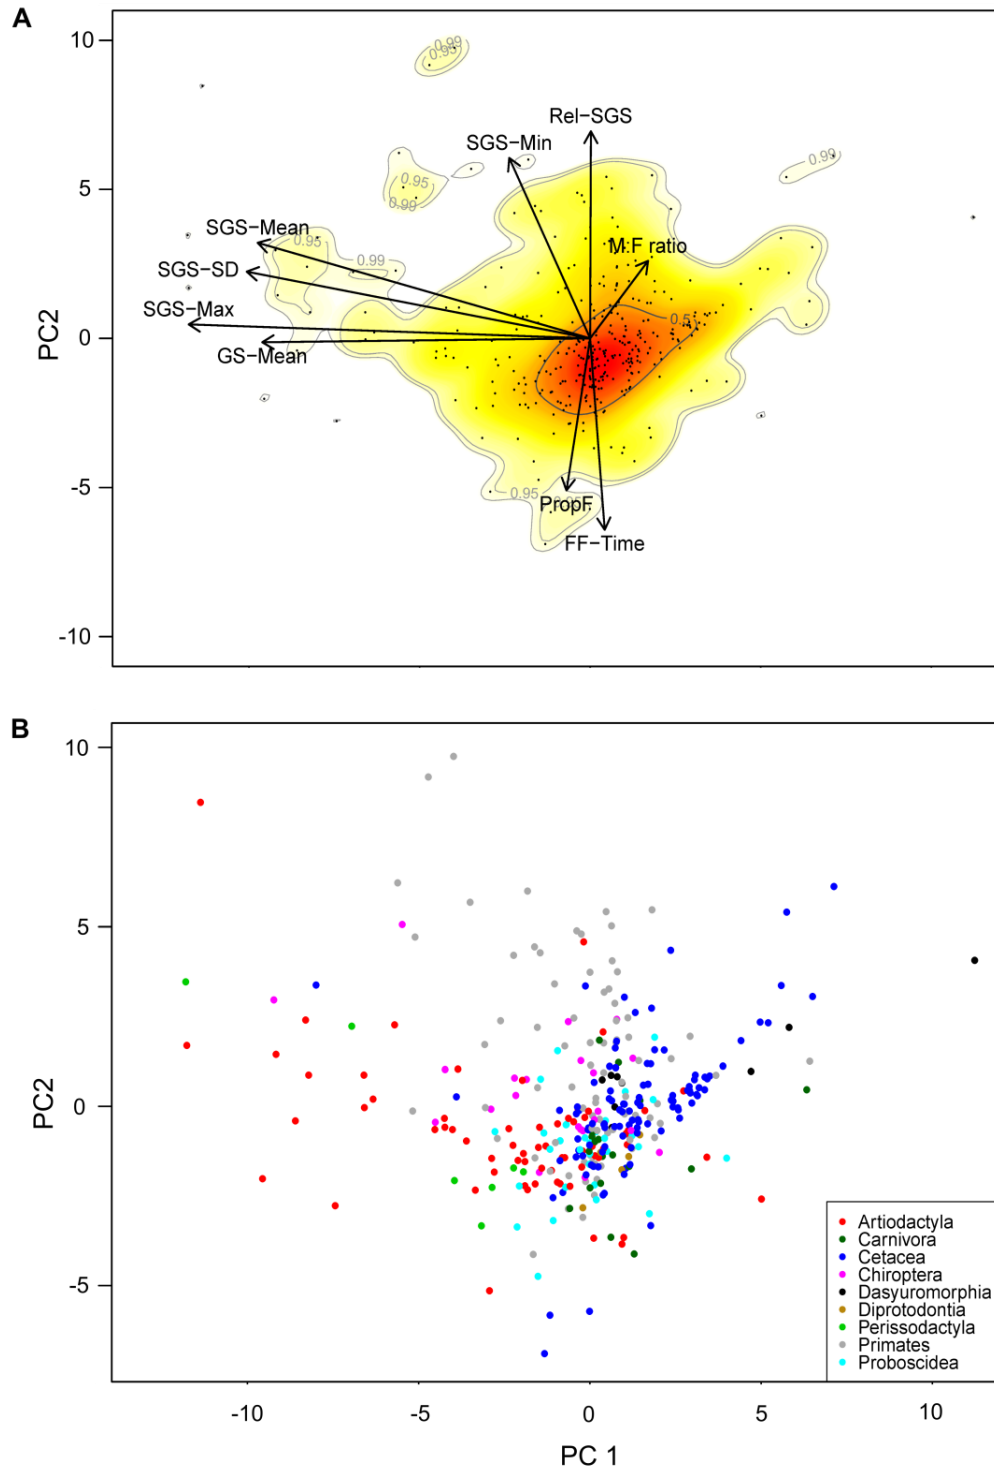 A
10
5
0
-5
-10
PC2
0.99
0.95
Rel-SGS
SGS-Min
0.99
0.95
0.99
SGS-Mean
0.95
M:F ratio
SGS-SD
0.99
SGS-Max
0.5
GS-Mean
0.95
0.95
PropF
FF-Time
B
10
5
0
-5
PC2
Artiodactyla
Carnivora
Cetacea
Chiroptera
Dasyuromorphia
Diprotodontia
Perissodactyla
Primates
Proboscidea
-10 -5 0 5 10
PC 1